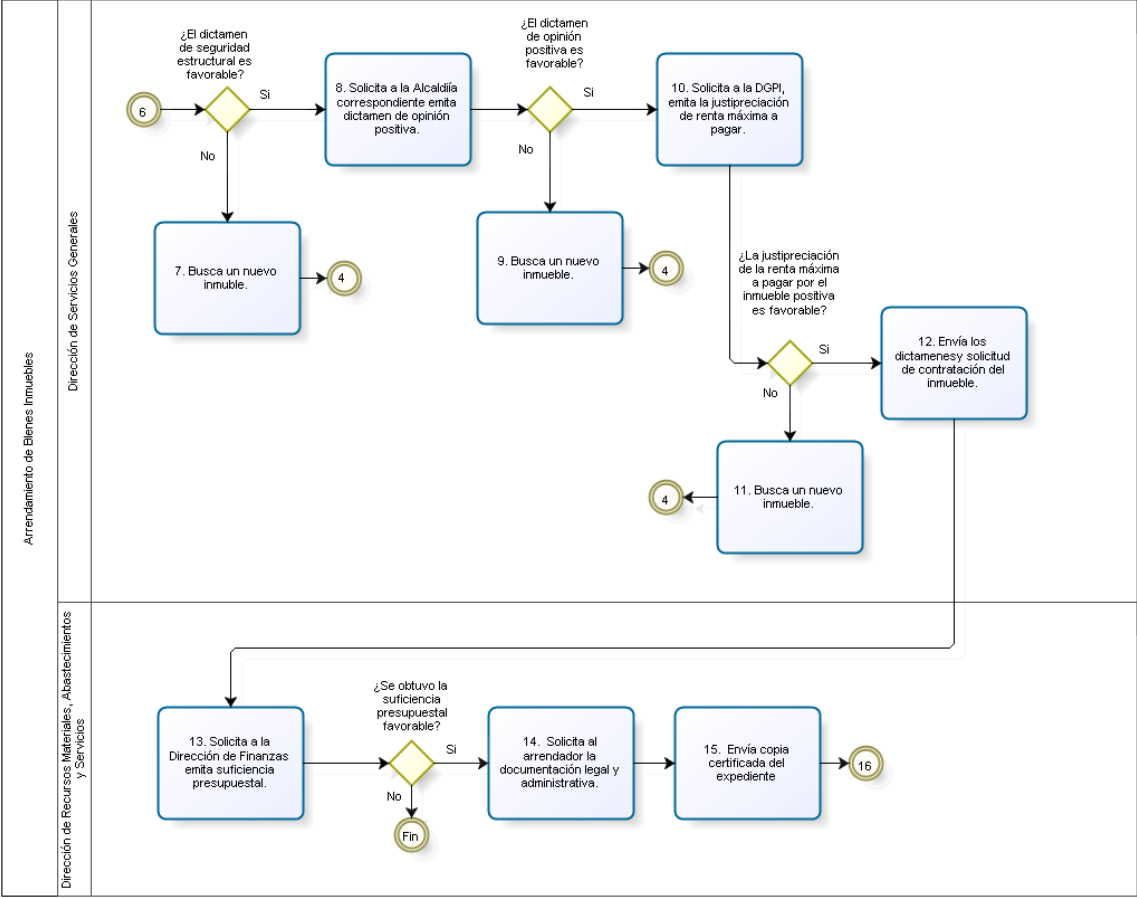 Arrendamiento de Bienes Inmuebles
Dirección de Servicios Generales
¿El dictamen
de seguridad
estructural es
favorable?
6
Si
No
8. Solicita a la Alcaldiía
correspondiente emita
dictamen de opinión
positiva.
¿El dictamen
de opinión
positiva es
favorable?
Si
No
10. Solicita a la DGPI,
emita la justipreciación
de renta máxima a
pagar.
7. Busca un nuevo
inmuble.
4
9. Busca un nuevo
inmueble.
4
¿La justipreciación
de la renta máxima
a pagar por el
inmueble positiva
es favorable?
Si
No
12. Envía los
dictamenesy solicitud
de contratación del
inmueble.
11. Busca un nuevo
inmueble.
4
Dirección de Recursos Materiales, Abastecimientos
y Servicios
13. Solicita a la
Dirección de Finanzas
emita suficiencia
presupuestal.
¿Se obtuvo la
suficiencia
presupuestal
favorable?
Si
No
Fin
14. Solicita al
arrendador la
documentación legal y
administrativa.
15. Envía copia
certificada del
expediente
16